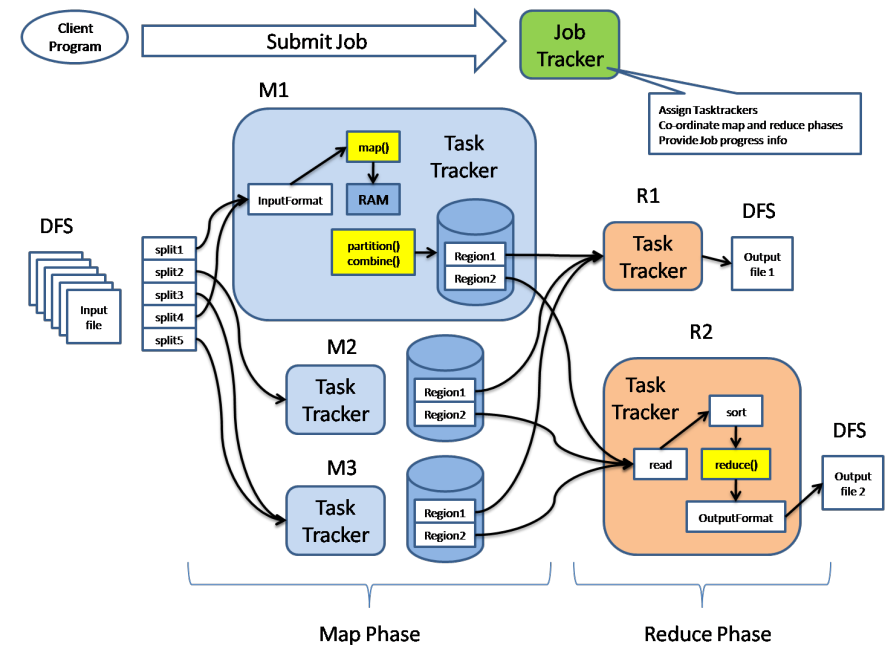 Client
Program
Submit Job
Job
Tracker
Assign Tasktrackers
Co-ordinate map and reduce phases
Provide Job progress info
M1
map()
Task
Tracker
InputFormat
RAM
partition()
combine()
Region1
Region2
DFS
Input
file
split1
split2
split3
split4
split5
M2
Task
Tracker
Region1
Region2
M3
Task
Tracker
Region1
Region2
R1
Task
Tracker
DFS
Output
file 1
R2
Task
Tracker
sort
read
reduce()
OutputFormat
DFS
Output
file 2
Map Phase
Reduce Phase